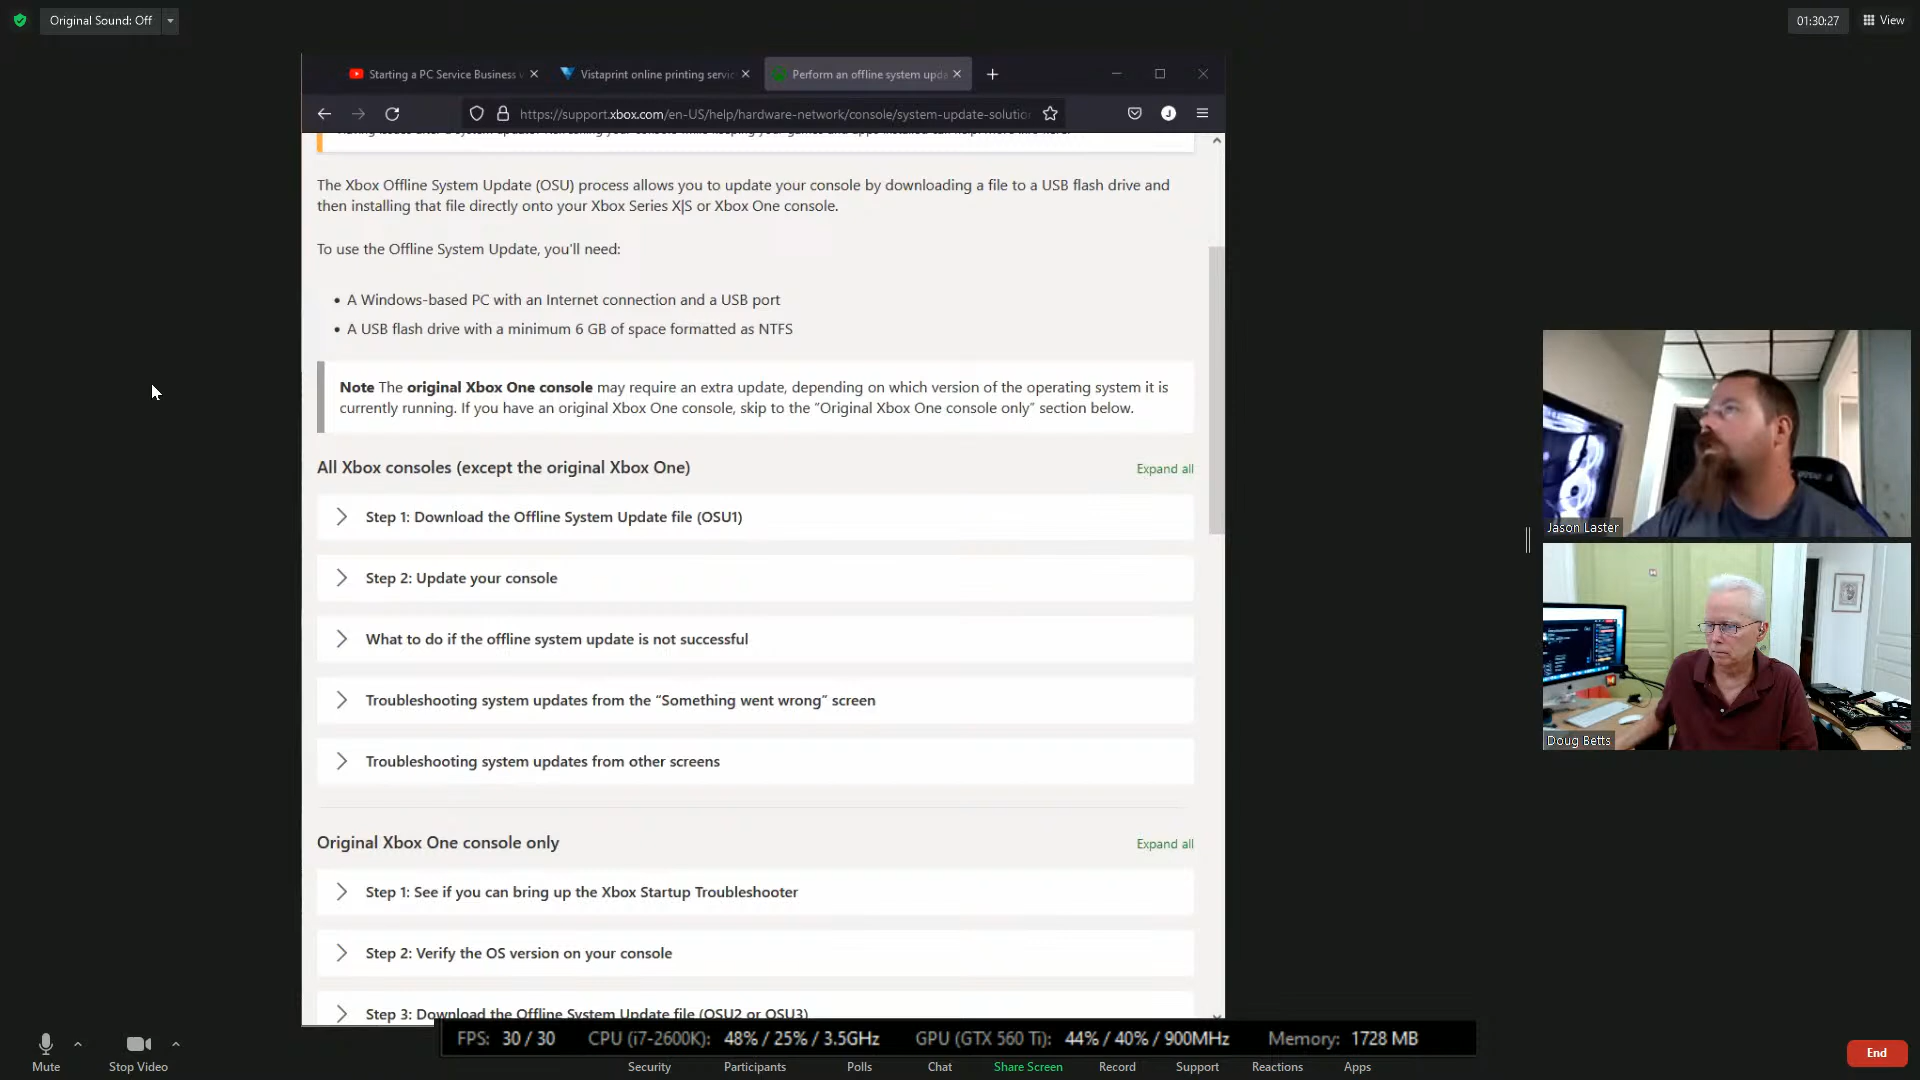 Original Sound: Off
01:30:27
View
Starting a PC Service Business
Vistaprint online printing servic
Perform an offline system upda
https://support.xbox.com/en-US/help/hardware-network/console/system-update-solutio
J
The Xbox Offline System Update (OSU) process allows you to update your console by downloading a file to a USB flash drive and
then installing that file directly onto your Xbox Series X|S or Xbox One console.
To use the Offline System Update, you'll need:
• A Windows-based PC with an Internet connection and a USB port
• A USB flash drive with a minimum 6 GB of space formatted as NTFS
Note The original Xbox One console may require an extra update, depending on which version of the operating system it is
currently running. If you have an original Xbox One console, skip to the “Original Xbox One console only” section below.
All Xbox consoles (except the original Xbox One)
Expand all
Step 1: Download the Offline System Update file (OSU1)
Step 2: Update your console
What to do if the offline system update is not successful
Troubleshooting system updates from the “Something went wrong” screen
Troubleshooting system updates from other screens
Original Xbox One console only
Expand all
Step 1: See if you can bring up the Xbox Startup Troubleshooter
Step 2: Verify the OS version on your console
Step 3: Download the Offline System Update file (OSU2 or OSU3)
Jason Laster
Doug Betts
FPS: 30 / 30 CPU (i7-2600K): 48% / 25% / 3.5GHz GPU (GTX 560 Ti): 44% / 40% / 900MHz Memory: 1728 MB
Mute
Stop Video
Security
Participants
Polls
Chat
Share Screen
Record
Support
Reactions
Apps
End